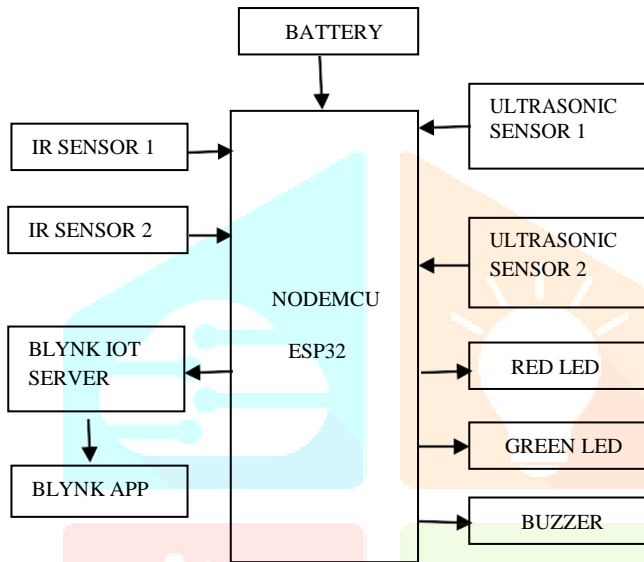 BATTERY
IR SENSOR 1
IR SENSOR 2
BLYNK IOT
SERVER
BLYNK APP
NODEMCU
ESP32
ULTRASONIC
SENSOR 1
ULTRASONIC
SENSOR 2
RED LED
GREEN LED
BUZZER